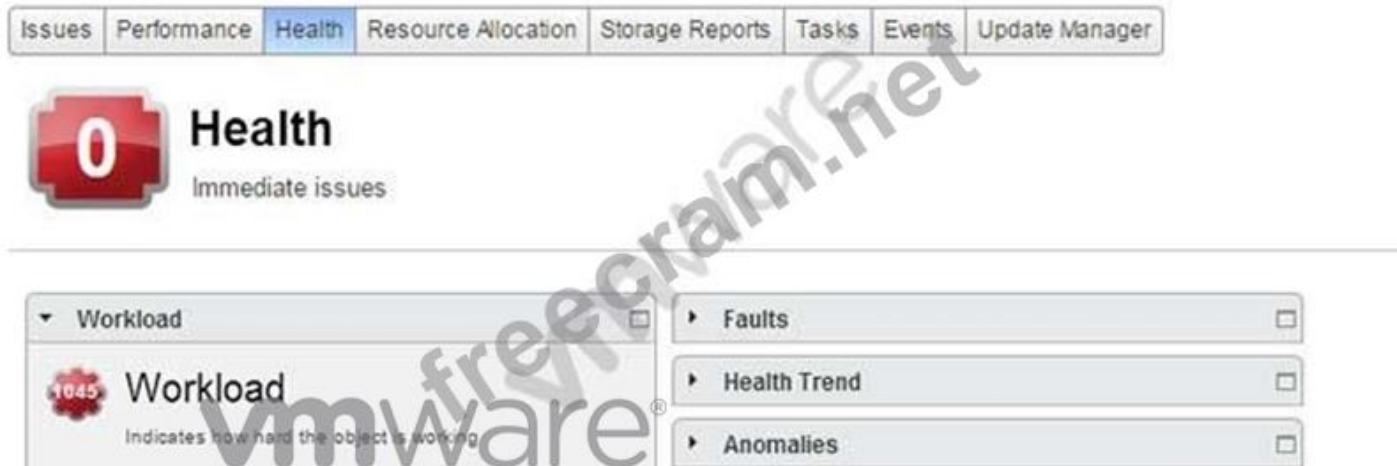 Issues Performance Health Resource Allocation Storage Reports Tasks Events Update Manager
0
Health
Immediate issues
Workload
Faults
1045
Workload
Health Trend
Indicates how hard the object is working
Anomalies
freecram.net
vmware
vmware®